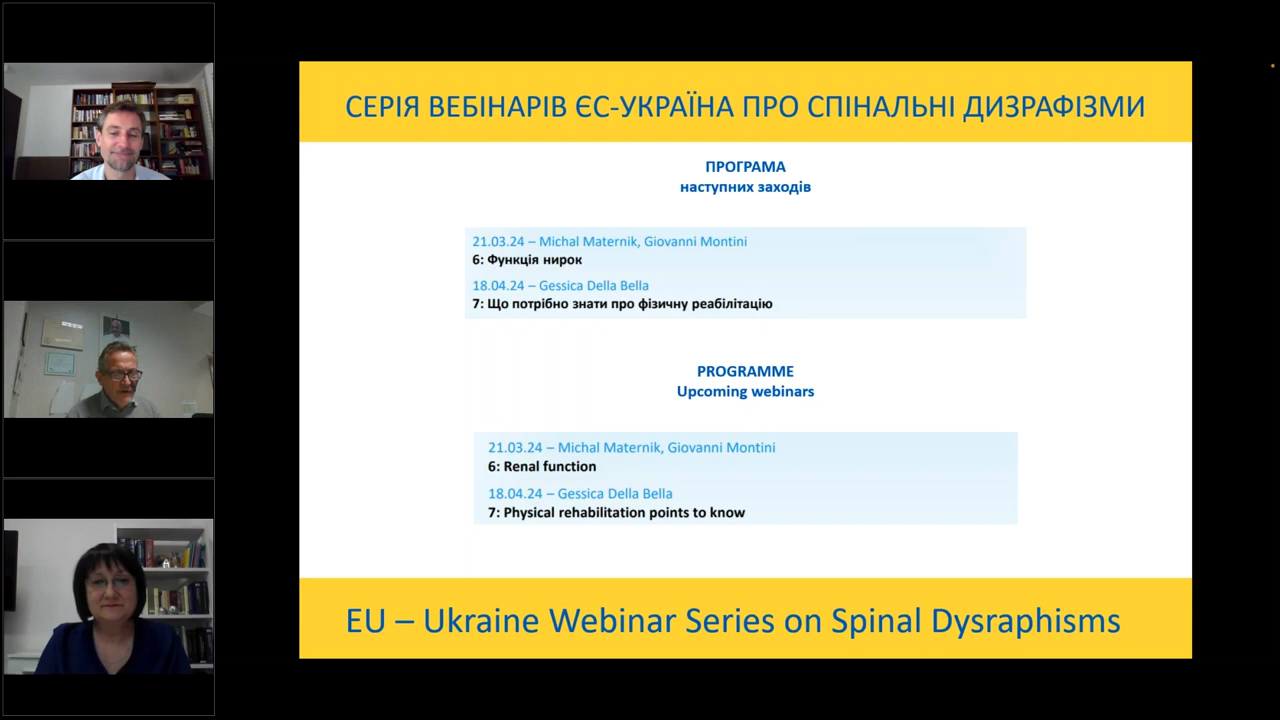 СЕРІЯ ВЕБІНАРІВ ЄС-УКРАЇНА ПРО СПІНАЛЬНІ ДИЗРАФІЗМИ
ПРОГРАМА
наступних заходів
21.03.24 – Michal Maternik, Giovanni Montini
6: Функція нирок
18.04.24 – Gessica Della Bella
7: Що потрібно знати про фізичну реабілітацію
PROGRAMME
Upcoming webinars
21.03.24 – Michal Maternik, Giovanni Montini
6: Renal function
18.04.24 – Gessica Della Bella
7: Physical rehabilitation points to know
EU – Ukraine Webinar Series on Spinal Dysraphisms